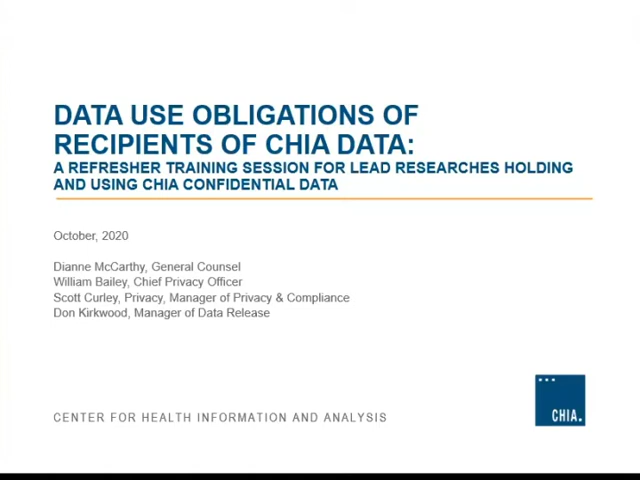 DATA USE OBLIGATIONS OF
RECIPIENTS OF CHIA DATA:
A REFRESHER TRAINING SESSION FOR LEAD RESEARCHES HOLDING
AND USING CHIA CONFIDENTIAL DATA
October, 2020
Dianne McCarthy, General Counsel
William Bailey, Chief Privacy Officer
Scott Curley, Privacy, Manager of Privacy & Compliance
Don Kirkwood, Manager of Data Release
CENTER FOR HEALTH INFORMATION AND ANALYSIS
CHIA.